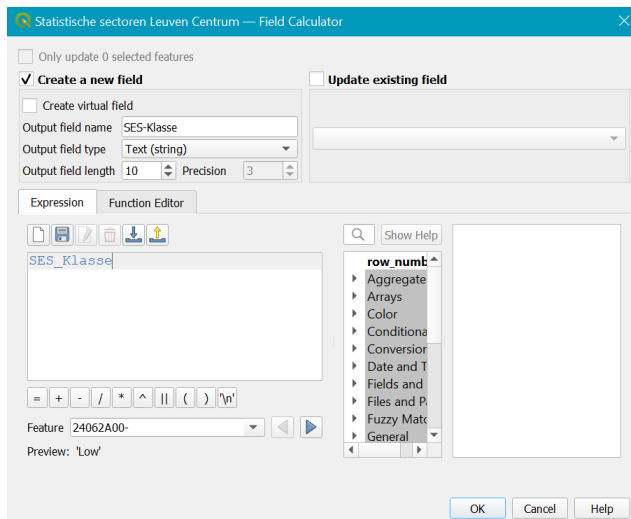 Statistische sectoren Leuven Centrum — Field Calculator
Only update 0 selected features
Create a new field
Update existing field
Create virtual field
Output field name SES-Klasse
Output field type Text (string)
Output field length 10 Precision 3
Expression Function Editor
Show Help
SES_Klasse
row_numb
Aggregate
Arrays
Color
Conditiona
Conversion
Date and T
Fields and
Files and Pa
Fuzzy Matc
General
= + - / * ^ || ( ) '\n'
Feature 24062A00-
Preview: 'Low'
OK Cancel Help